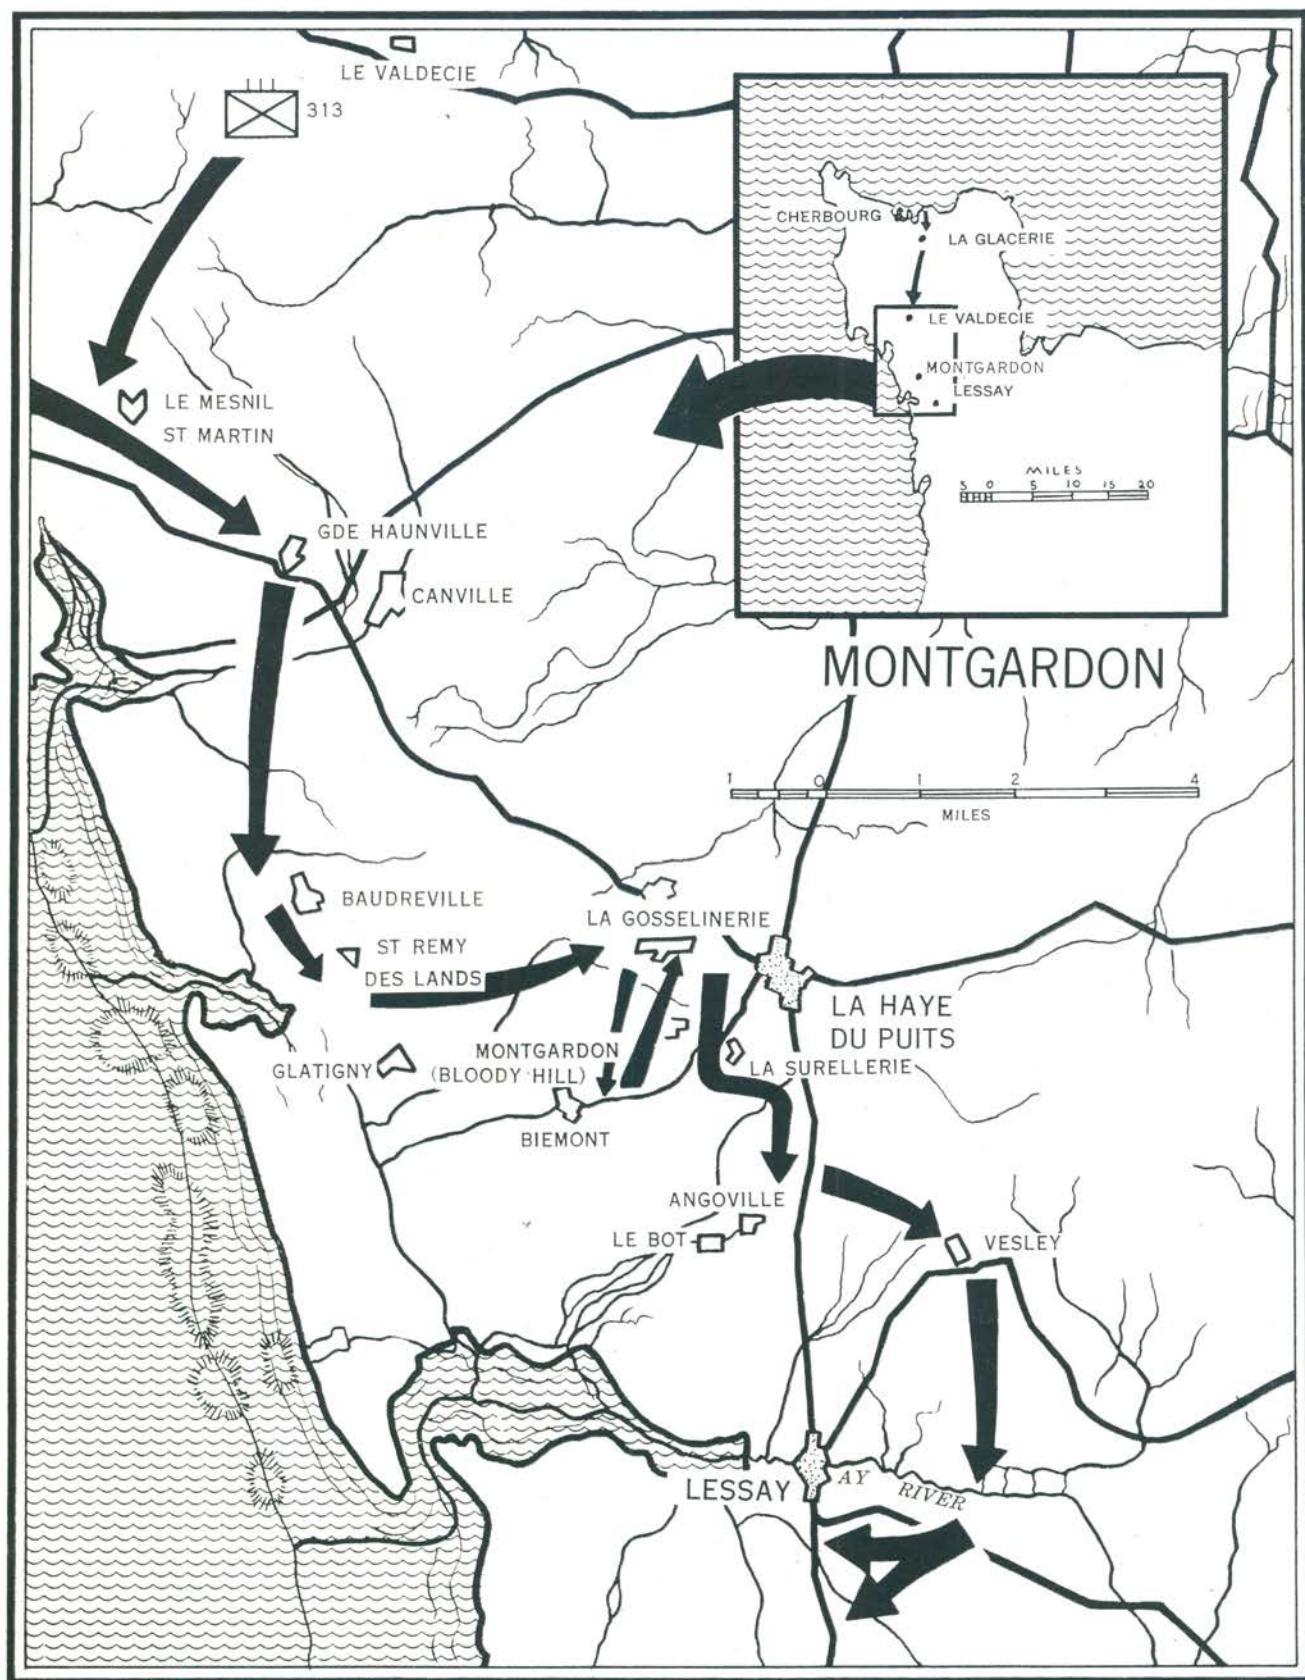 LE VALDECIE
313
CHERBOURG
LA GLACERIE
LE VALDECIE
MONTGARDON
LESSAY
MILES
5 0 5 10 15 20
LE MESNIL
ST MARTIN
GDE HAUNVILLE
CANVILLE
MONTGARDON
1 0 1 2 4
MILES
BAUDREVILLE
LA GOSSELINERIE
ST REMY
DES LANDS
LA HAYE
DU PUITS
MONTGARDON
(BLOODY HILL)
GLATIGNY
LA SURELLERIE
BIEMONT
ANGOVILLE
LE BOT
VESLEY
LESSAY
AY RIVER